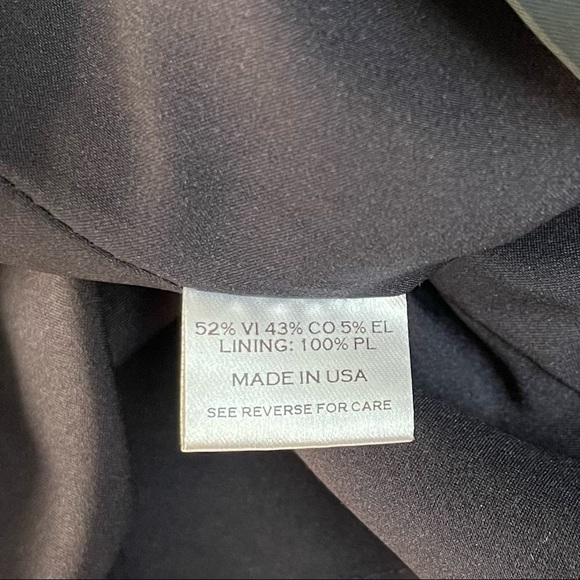 52% VI 43% CO 5% EL
LINING: 100% PL
MADE IN USA
SEE REVERSE FOR CARE